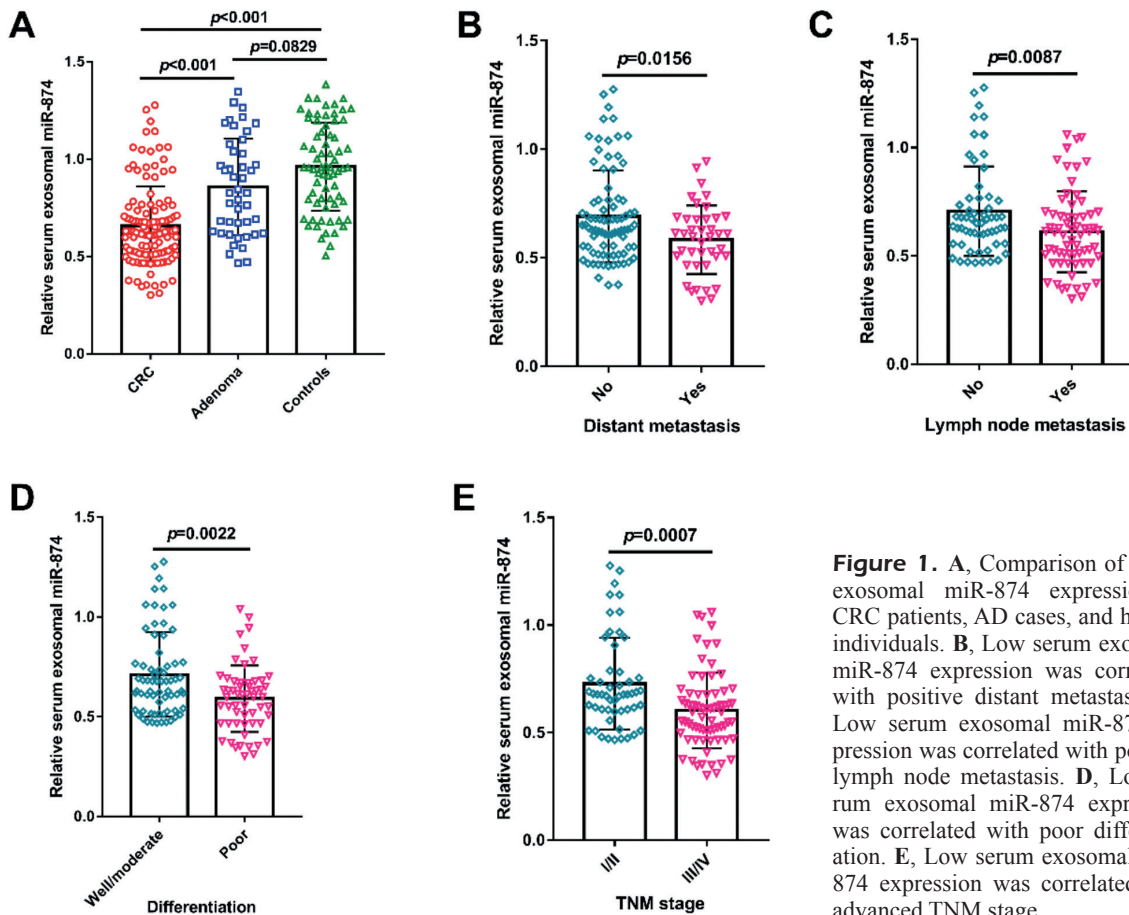 A
p<0.001
p=0.0829
p<0.001
Relative serum exosomal miR-874
1.5
1.0
0.5
0.0
CRC
Adenoma
Controls
B
p=0.0156
Relative serum exosomal miR-874
1.5
1.0
0.5
0.0
No
Yes
Distant metastasis
C
p=0.0087
Relative serum exosomal miR-874
1.5
1.0
0.5
0.0
No
Yes
Lymph node metastasis
D
p=0.0022
Relative serum exosomal miR-874
1.5
1.0
0.5
0.0
Well/moderate
Poor
Differentiation
E
p=0.0007
Relative serum exosomal miR-874
1.5
1.0
0.5
0.0
I/II
III/IV
TNM stage
Figure 1. A, Comparison of
exosomal miR-874 expressio
CRC patients, AD cases, and h
individuals. B, Low serum exo
miR-874 expression was corr
with positive distant metastas
Low serum exosomal miR-87
pression was correlated with po
lymph node metastasis. D, Lo
rum exosomal miR-874 expr
was correlated with poor diffe
ation. E, Low serum exosomal
874 expression was correlated
advanced TNM stage